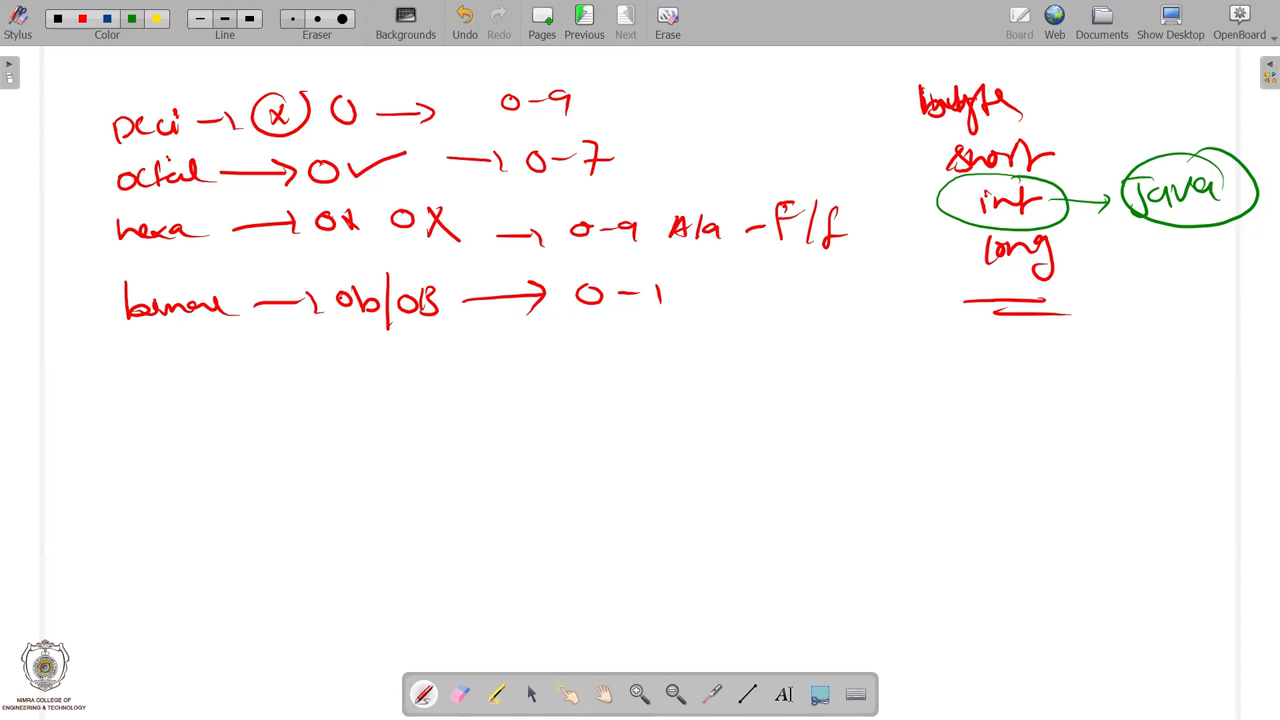 Stylus
Color
Line
Eraser
Backgrounds
Undo
Redo
Pages
Previous
Next
Erase
Board
Web
Documents
Show Desktop
OpenBoard
Deci → x 0 → 0-9
octal → 0 ✓ → 0-7
hexa → 0x 0X → 0-9 A/a - F/f
→ 0b|0B → 0-1
byte
short
int → Java
long
NIMRA COLLEGE OF
ENGINEERING & TECHNOLOGY